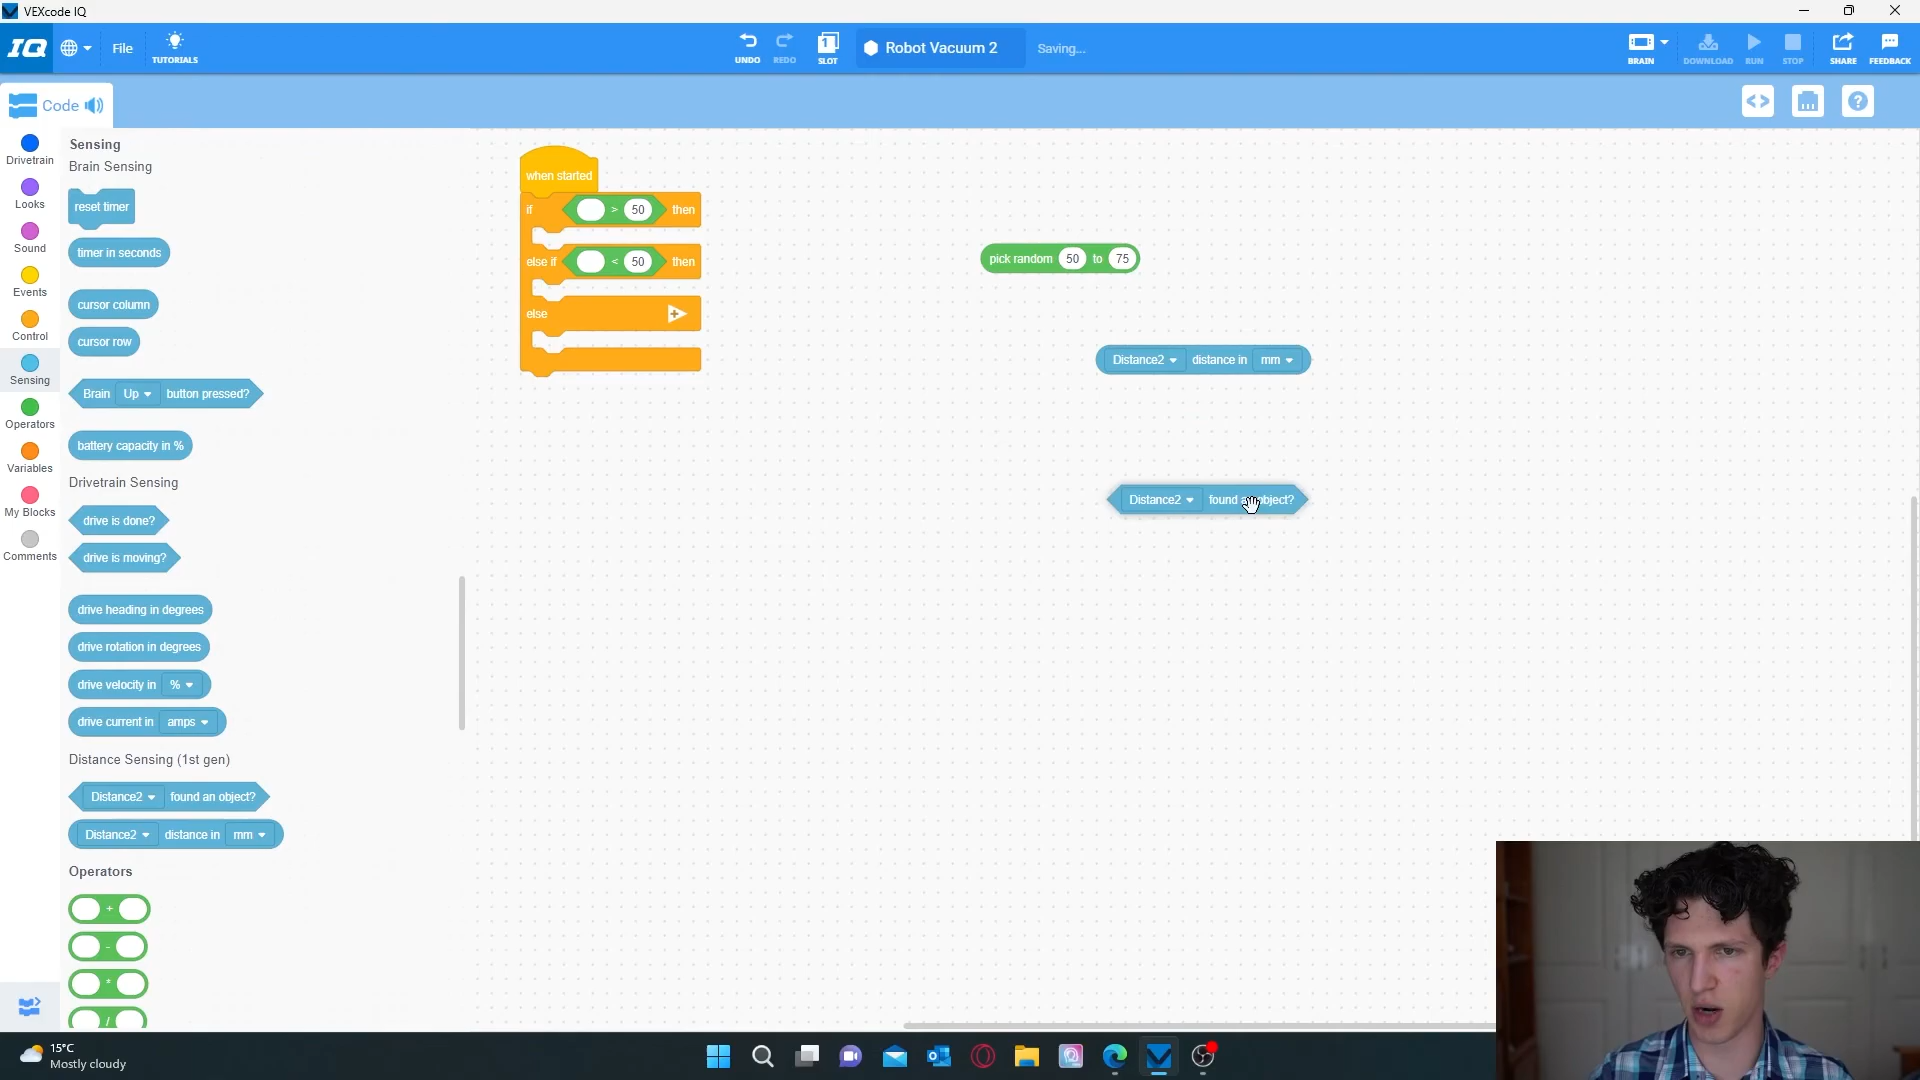 VEXcode IQ
IQ
File
TUTORIALS
UNDO
REDO
1
SLOT
Robot Vacuum 2
Saving...
BRAIN
DOWNLOAD
RUN
STOP
SHARE
FEEDBACK
Code
Drivetrain
Looks
Sound
Events
Control
Sensing
Operators
Variables
My Blocks
Comments
Sensing
Brain Sensing
reset timer
timer in seconds
cursor column
cursor row
Brain Up button pressed?
battery capacity in %
Drivetrain Sensing
drive is done?
drive is moving?
drive heading in degrees
drive rotation in degrees
drive velocity in %
drive current in amps
Distance Sensing (1st gen)
Distance2 found an object?
Distance2 distance in mm
Operators
+
-
*
/
when started
if > 50 then
else if < 50 then
else
pick random 50 to 75
Distance2 distance in mm
Distance2 found object?
15°C
Mostly cloudy